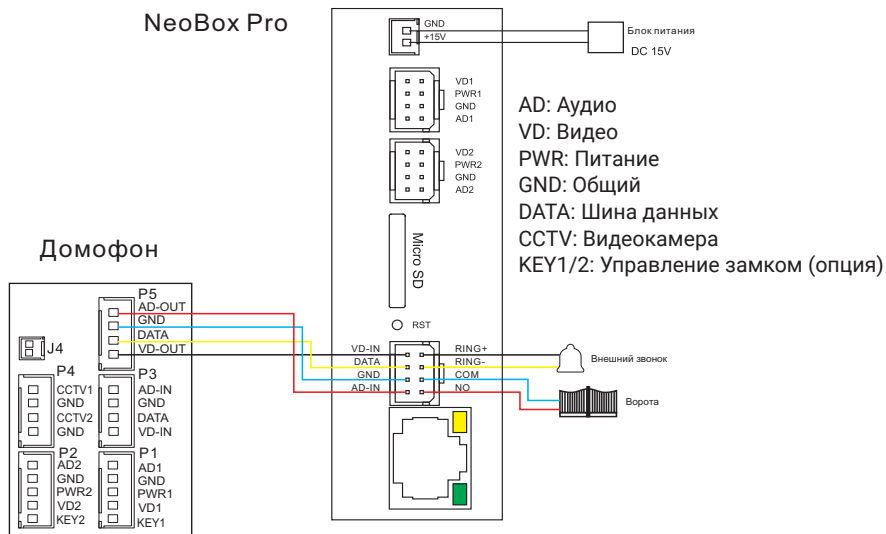 NeoBox Pro
GND
+15V
Блок питания
DC 15V
VD1
PWR1
GND
AD1
VD2
PWR2
GND
AD2
AD: Аудио
VD: Видео
PWR: Питание
GND: Общий
DATA: Шина данных
CCTV: Видеокамера
KEY1/2: Управление замком (опция)
Micro SD
RST
VD-IN
DATA
GND
AD-IN
RING+
RING-
COM
NO
Внешний звонок
Ворота
Домофон
P5
AD-OUT
GND
DATA
VD-OUT
J4
P4
CCTV1
GND
CCTV2
GND
P3
AD-IN
GND
DATA
VD-IN
P2
AD2
GND
PWR2
VD2
KEY2
P1
AD1
GND
PWR1
VD1
KEY1